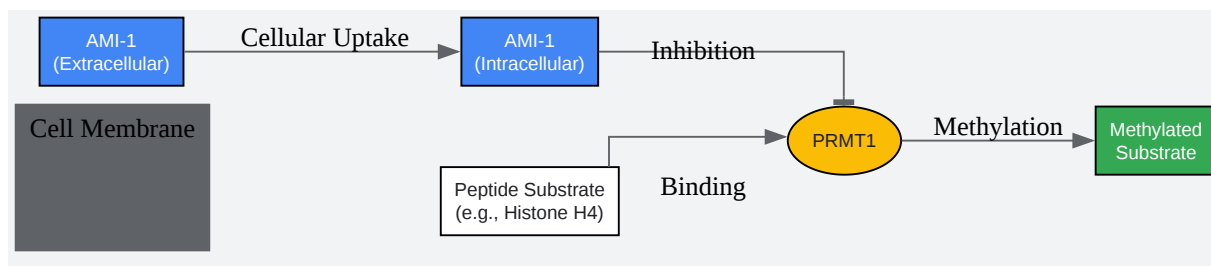 AMI-1
(Extracellular)
Cellular Uptake
AMI-1
(Intracellular)
Inhibition
Cell Membrane
Peptide Substrate
(e.g., Histone H4)
Binding
PRMT1
Methylation
Methylated
Substrate